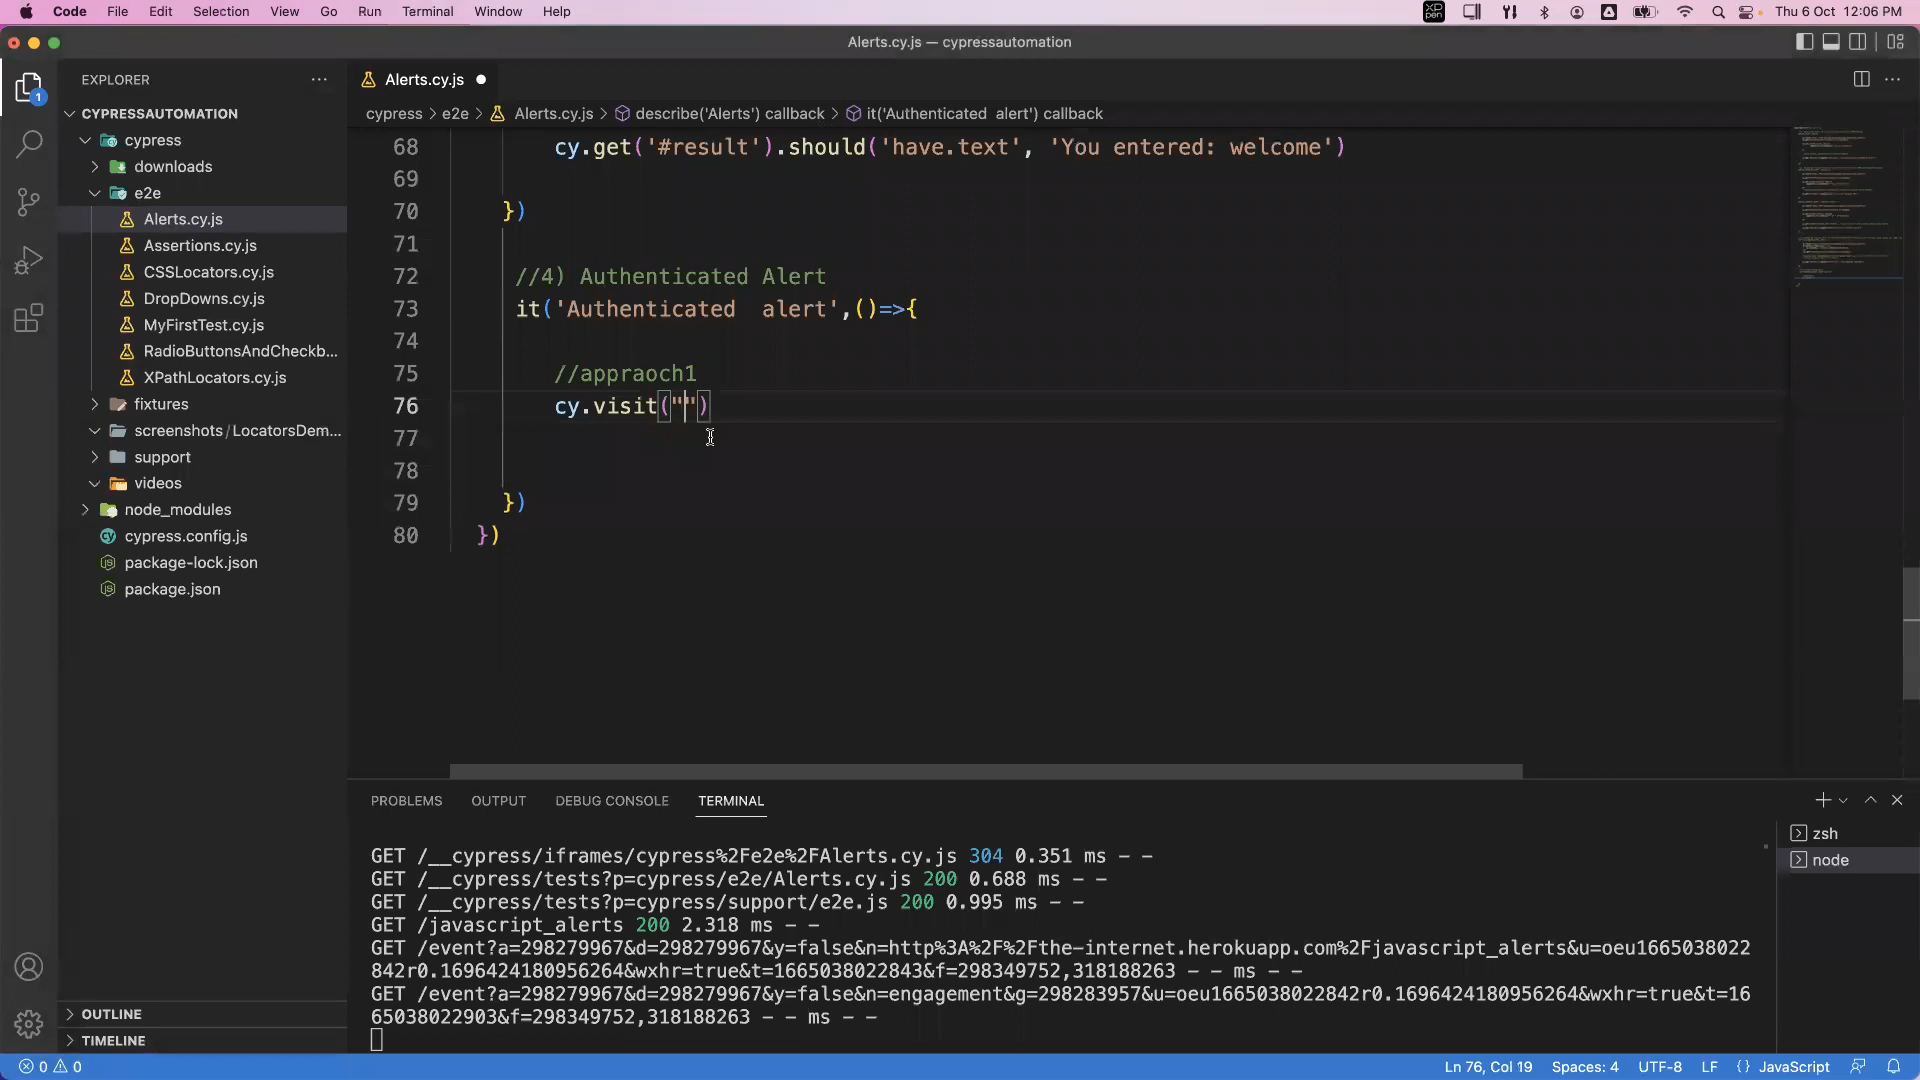 Code File Edit Selection View Go Run Terminal Window Help
XP pen
Thu 6 Oct 12:06 PM
Alerts.cy.js — cypressautomation
EXPLORER
1
CYPRESSAUTOMATION
cypress
downloads
e2e
Alerts.cy.js
Assertions.cy.js
CSSLocators.cy.js
DropDowns.cy.js
MyFirstTest.cy.js
RadioButtonsAndCheckb...
XPathLocators.cy.js
fixtures
screenshots/LocatorsDem...
support
videos
node_modules
cypress.config.js
package-lock.json
package.json
OUTLINE
TIMELINE
Alerts.cy.js
cypress > e2e > Alerts.cy.js > describe('Alerts') callback > it('Authenticated  alert') callback
68 cy.get('#result').should('have.text', 'You entered: welcome')
69
70 })
71
72 //4) Authenticated Alert
73 it('Authenticated  alert',()=>{
74
75 //appraoch1
76 cy.visit("")
77
78
79 })
80 })
PROBLEMS OUTPUT DEBUG CONSOLE TERMINAL
zsh
node
GET /__cypress/iframes/cypress%2Fe2e%2FAlerts.cy.js 304 0.351 ms - -
GET /__cypress/tests?p=cypress/e2e/Alerts.cy.js 200 0.688 ms - -
GET /__cypress/tests?p=cypress/support/e2e.js 200 0.995 ms - -
GET /javascript_alerts 200 2.318 ms - -
GET /event?a=298279967&d=298279967&y=false&n=http%3A%2F%2Fthe-internet.herokuapp.com%2Fjavascript_alerts&u=oeu1665038022
842r0.1696424180956264&wxhr=true&t=1665038022843&f=298349752,318188263 - - ms - -
GET /event?a=298279967&d=298279967&y=false&n=engagement&g=298283957&u=oeu1665038022842r0.1696424180956264&wxhr=true&t=16
65038022903&f=298349752,318188263 - - ms - -
0 0
Ln 76, Col 19 Spaces: 4 UTF-8 LF {} JavaScript